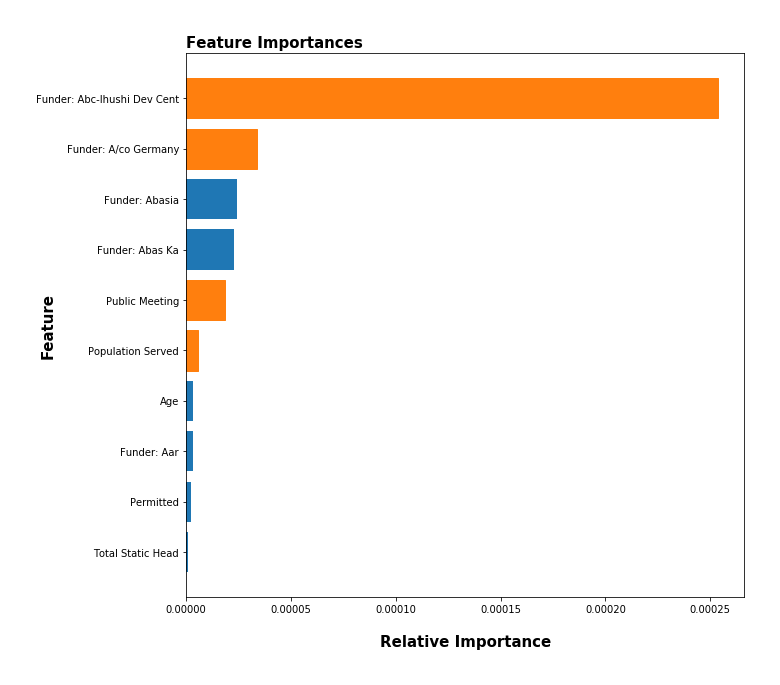 Feature Importances
Funder: Abc-Ihushi Dev Cent
Funder: A/co Germany
Funder: Abasia
Funder: Abas Ka
Public Meeting
Population Served
Age
Funder: Aar
Permitted
Total Static Head
Feature
0.00000 0.00005 0.00010 0.00015 0.00020 0.00025
Relative Importance